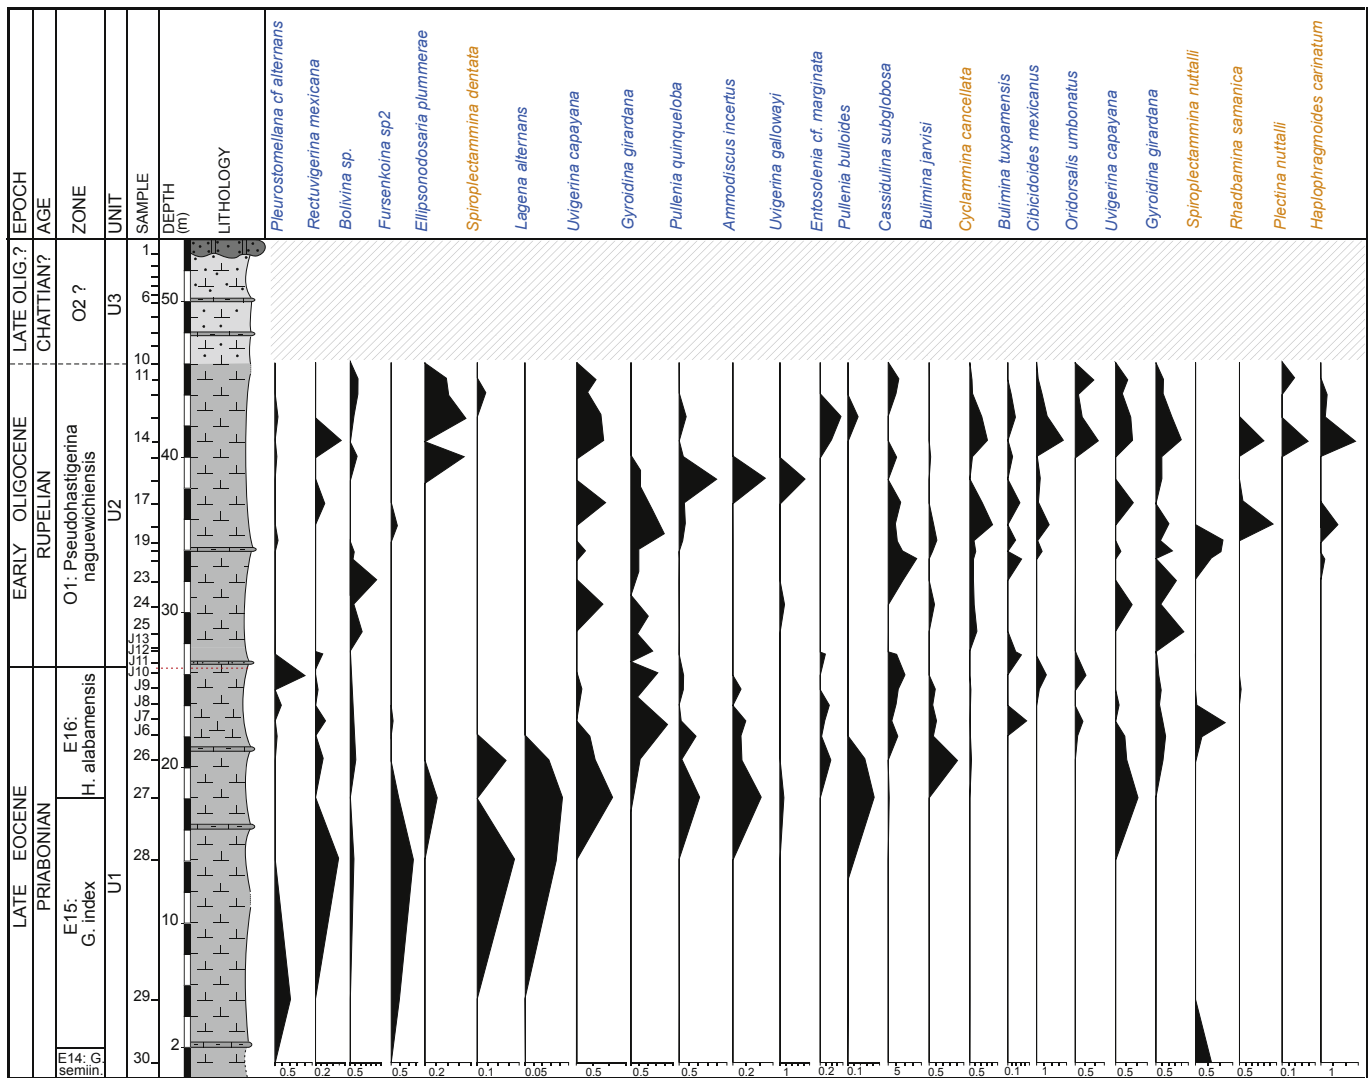 EPOCH
AGE
ZONE
UNIT
SAMPLE
DEPTH
(m)
LITHOLOGY
Pleurostomellana cf alternans
Rectuvigerina mexicana
Bolivina sp.
Fursenkoina sp2
Ellipsonodosaria plummerae
Spiroplectammina dentata
Lagena alternans
Uvigerina capayana
Gyroidina girardana
Pullenia quinqueloba
Ammodiscus incertus
Uvigerina gallowayi
Entosolenia cf. marginata
Pullenia bulloides
Cassidulina subglobosa
Bulimina jarvisi
Cyclammina cancellata
Bulimina tuxpamensis
Cibicidoides mexicanus
Oridorsalis umbonatus
Uvigerina capayana
Gyroidina girardana
Spiroplectammina nuttalli
Rhadbamina samanica
Plectina nuttalli
Haplophragmoides carinatum
LATE OLIG.?
CHATTIAN?
O2 ?
U3
EARLY OLIGOCENE
RUPELIAN
O1: Pseudohastigerina
naguewichiensis
U2
LATE EOCENE
PRIABONIAN
E16:
H. alabamensis
E15:
G. index
E14: G.
semiin.
U1
1
6
10
11
14
17
19
23
24
25
J13
J12
J11
J10
J9
J8
J7
J6
26
27
28
29
30
50
40
30
20
10
2
0.5 0.2 0.5 0.5 0.2 0.1 0.05 0.5 0.5 0.5 0.2 1 0.2 0.1 5 0.5 0.5 0.1 1 0.5 0.5 0.5 0.5 0.5 0.1 1